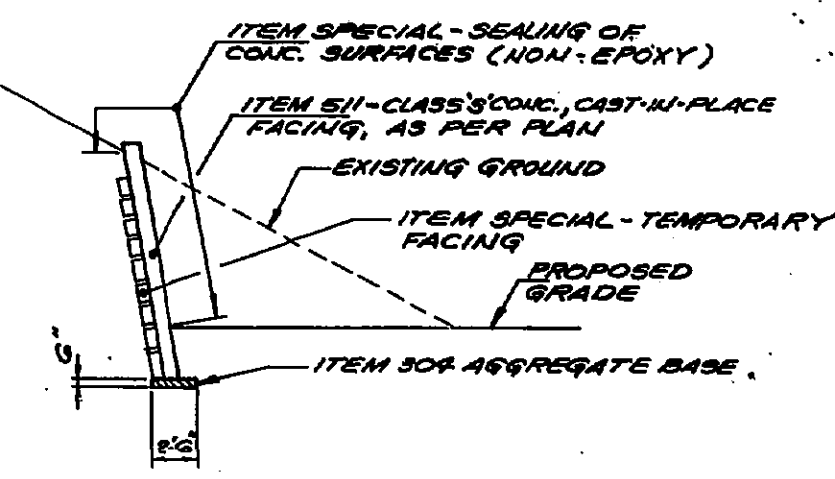 ITEM SPECIAL-SEALING OF
CONC. SURFACES (NON-EPOXY)
ITEM 511-CLASS 'S' CONC., CAST-IN-PLACE
FACING, AS PER PLAN
EXISTING GROUND
ITEM SPECIAL-TEMPORARY
FACING
PROPOSED
GRADE
6"
ITEM 304 AGGREGATE BASE
2'6"